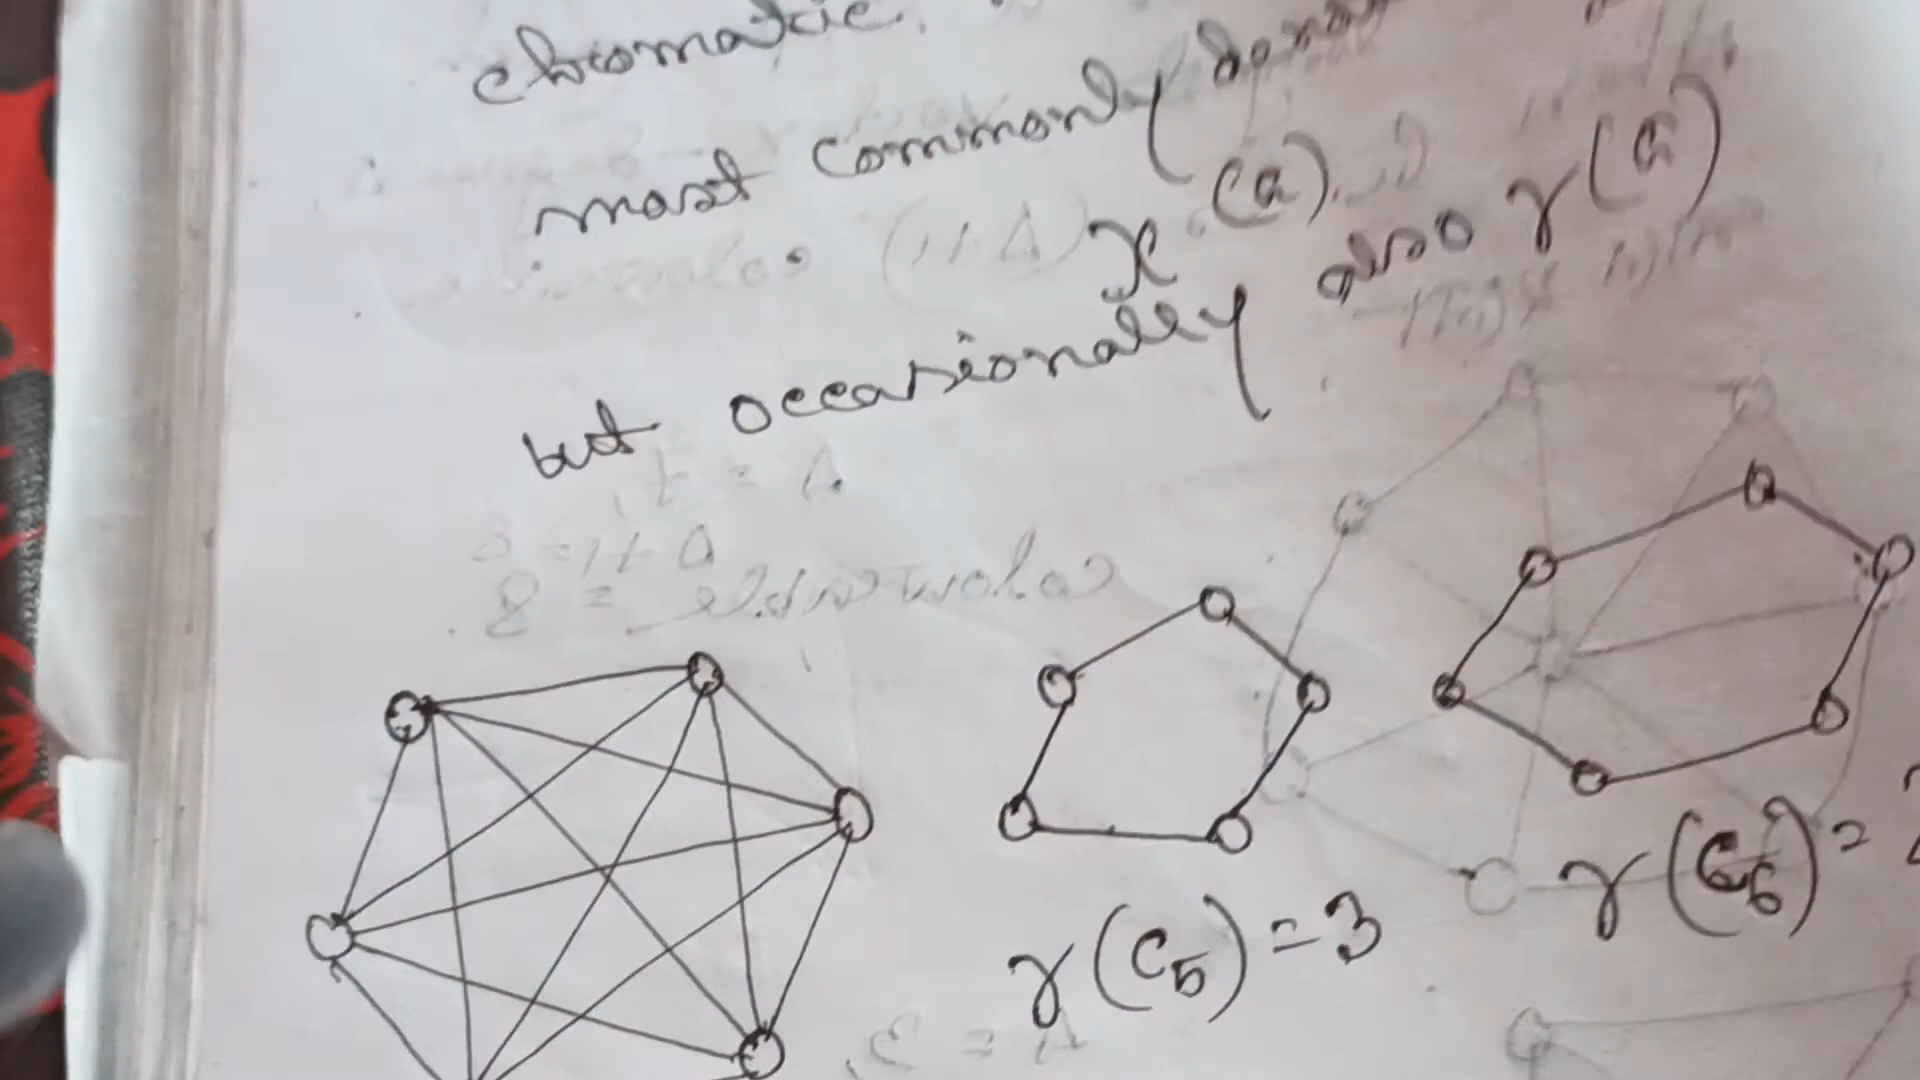 chromatic.
most commonly
χ(G).
but occasionally also γ(G)
γ(C5)=3
γ(C6)=